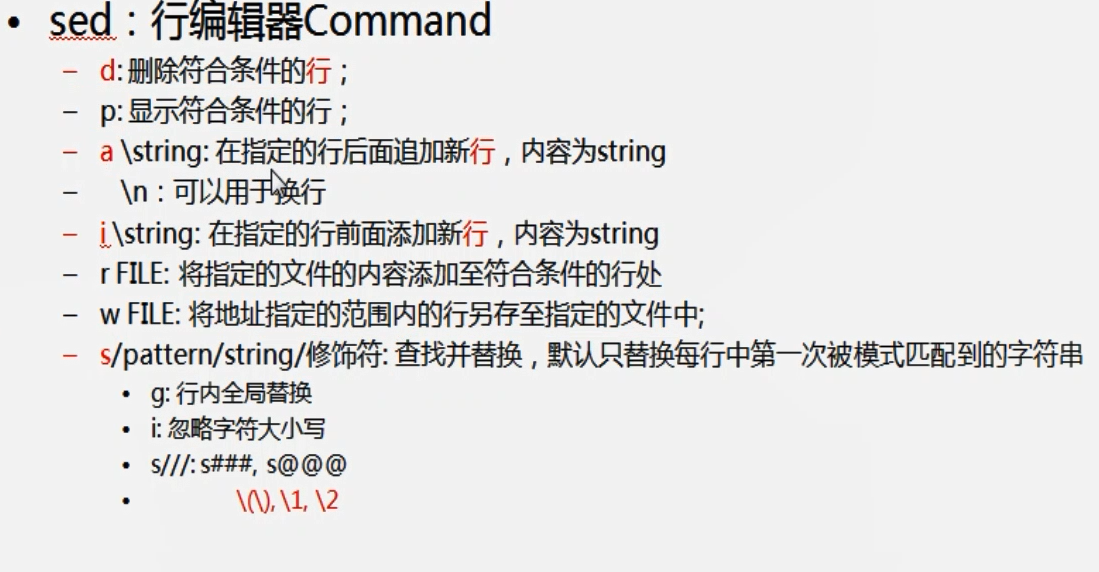 • sed：行编辑器Command
– d: 删除符合条件的行；
– p: 显示符合条件的行；
– a \string: 在指定的行后面追加新行，内容为string
– \n：可以用于换行
– i \string: 在指定的行前面添加新行，内容为string
– r FILE: 将指定的文件的内容添加至符合条件的行处
– w FILE: 将地址指定的范围内的行另存至指定的文件中;
– s/pattern/string/修饰符: 查找并替换，默认只替换每行中第一次被模式匹配到的字符串
• g: 行内全局替换
• i: 忽略字符大小写
• s///: s###, s@@@
• \(\), \1, \2